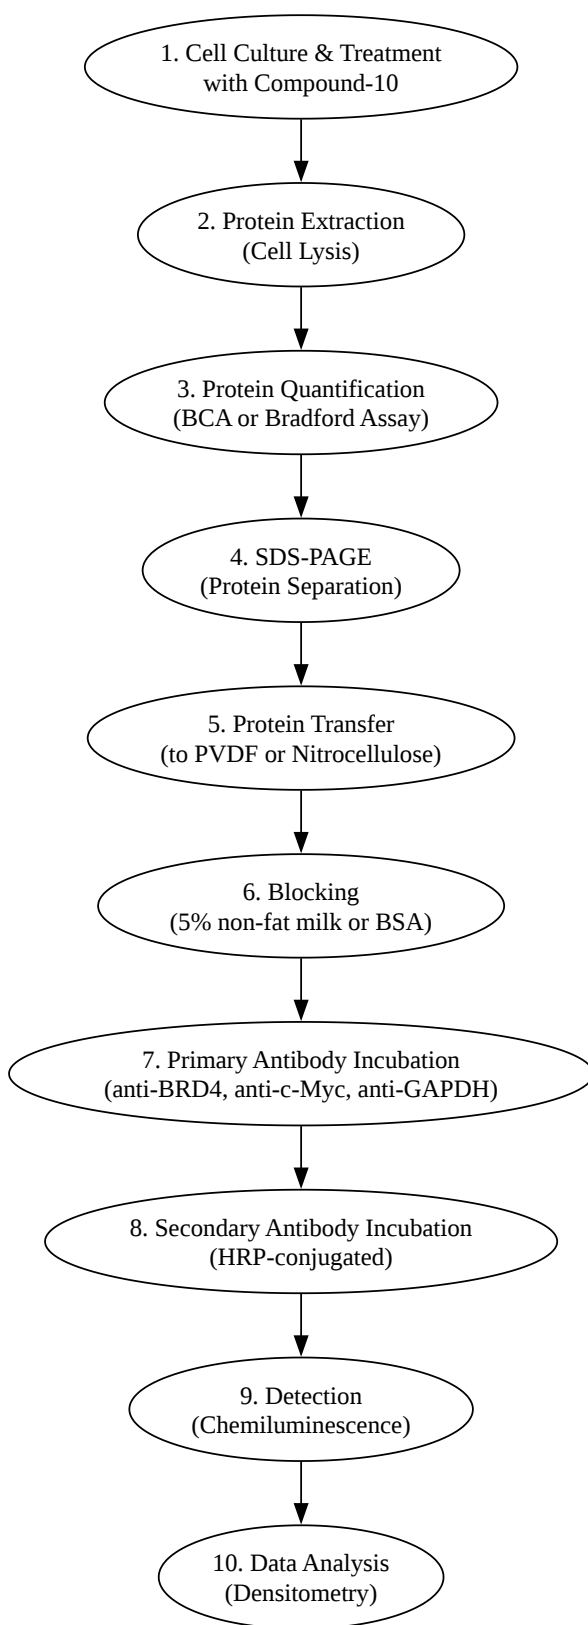 1. Cell Culture & Treatment
with Compound-10
2. Protein Extraction
(Cell Lysis)
3. Protein Quantification
(BCA or Bradford Assay)
4. SDS-PAGE
(Protein Separation)
5. Protein Transfer
(to PVDF or Nitrocellulose)
6. Blocking
(5% non-fat milk or BSA)
7. Primary Antibody Incubation
(anti-BRD4, anti-c-Myc, anti-GAPDH)
8. Secondary Antibody Incubation
(HRP-conjugated)
9. Detection
(Chemiluminescence)
10. Data Analysis
(Densitometry)